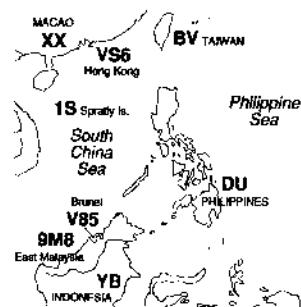 MACAO
XX
BV TAIWAN
VS6
Hong Kong
1S Spratly Is.
Philippine
Sea
South
China
Sea
DU
PHILIPPINES
Brunei
V85
9M8
East Malaysia
YB
INDONESIA